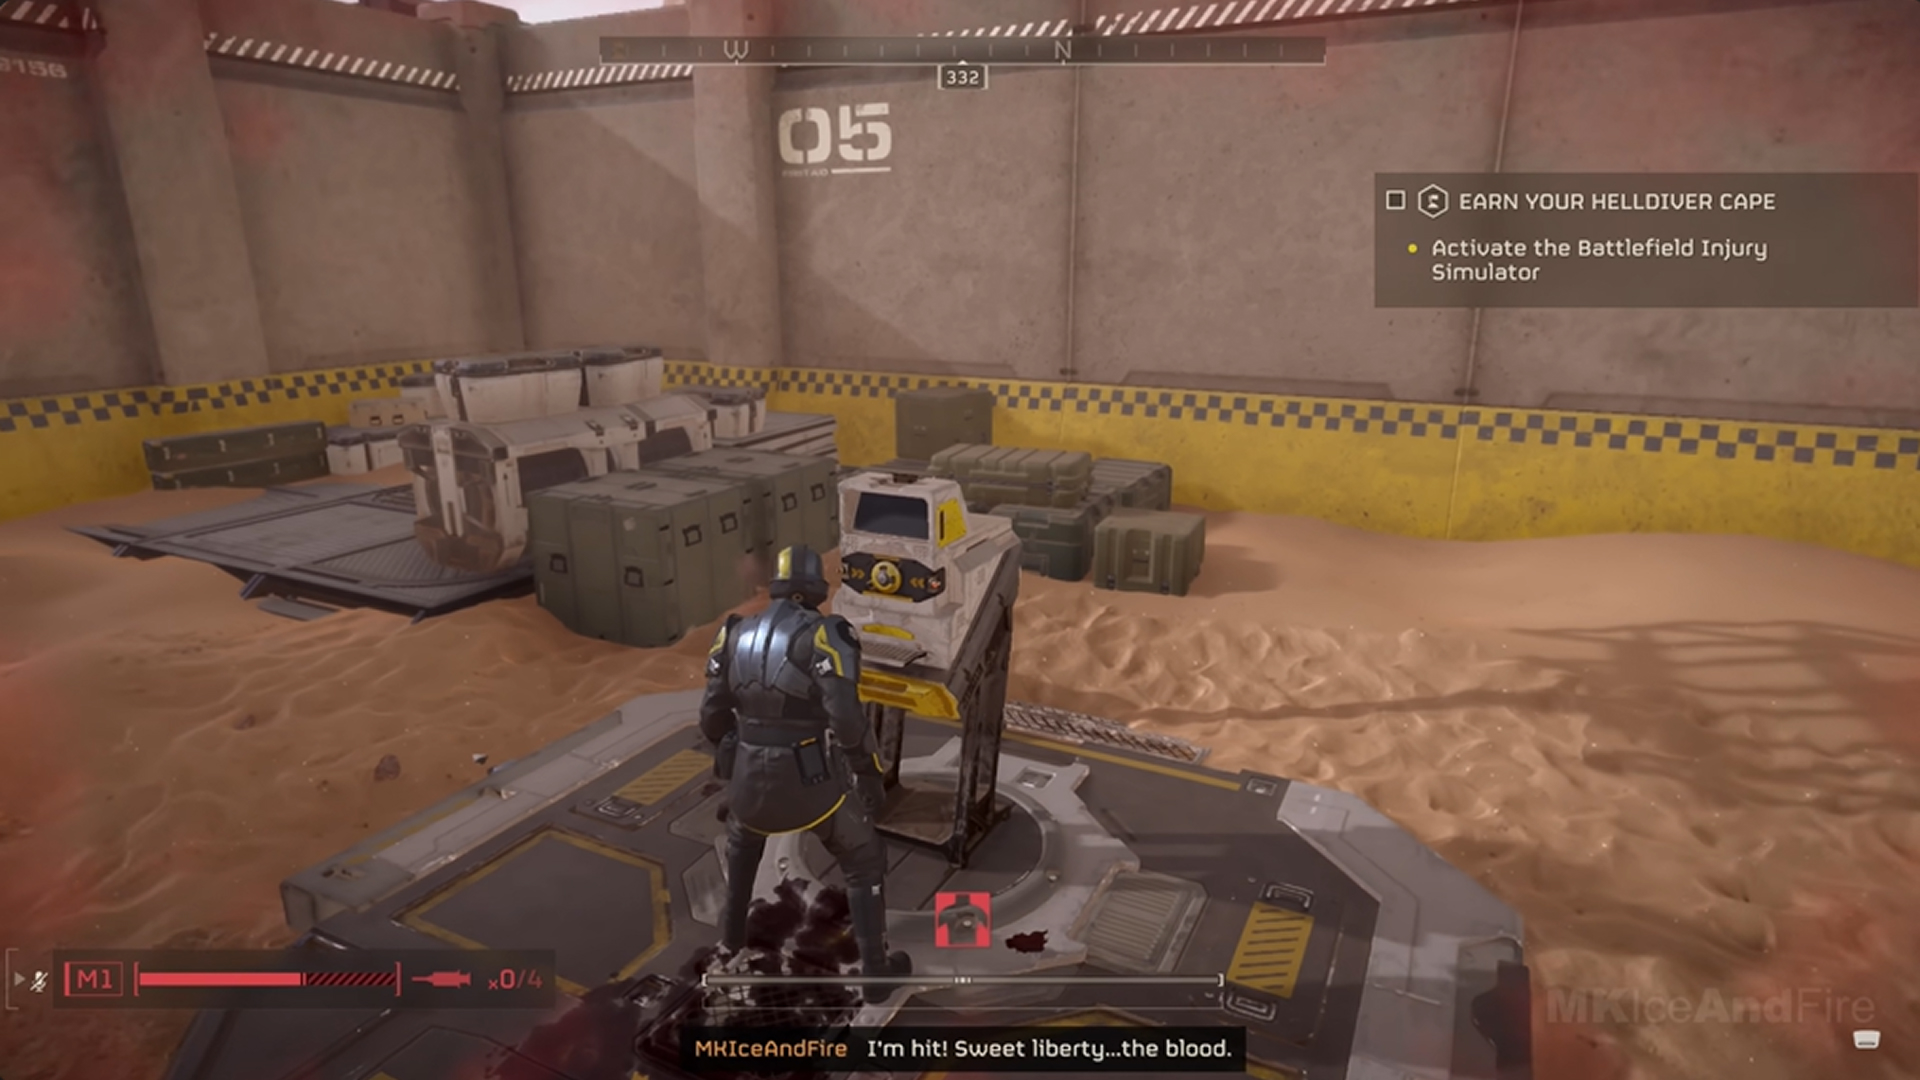 W N
332
05
EARN YOUR HELLDIVER CAPE
Activate the Battlefield Injury
Simulator
M1
x0/4
MKIceAndFire
MKIceAndFire I'm hit! Sweet liberty...the blood.